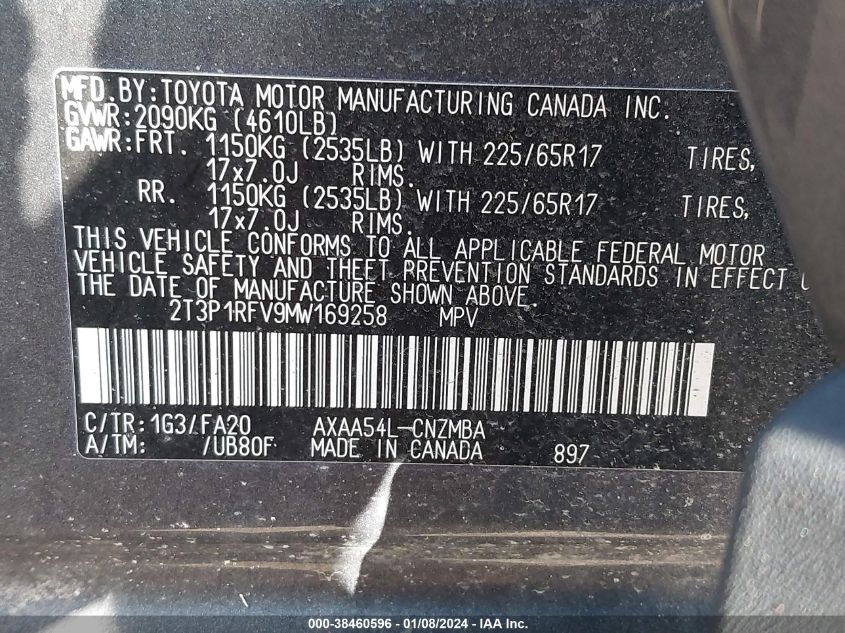 MFD.BY:TOYOTA MOTOR MANUFACTURING CANADA INC.
GVWR:2090KG (4610LB)
GAWR:FRT. 1150KG (2535LB) WITH 225/65R17 TIRES,
17x7.0J RIMS.
RR. 1150KG (2535LB) WITH 225/65R17 TIRES,
17x7.0J RIMS.
THIS VEHICLE CONFORMS TO ALL APPLICABLE FEDERAL MOTOR
VEHICLE SAFETY AND THEFT PREVENTION STANDARDS IN EFFECT
THE DATE OF MANUFACTURE SHOWN ABOVE.
2T3P1RFV9MW169258 MPV
C/TR:1G3/FA20 AXAA54L-CNZMBA
A/TM: /UB80F MADE IN CANADA 897
000-38460596 - 01/08/2024 - IAA Inc.